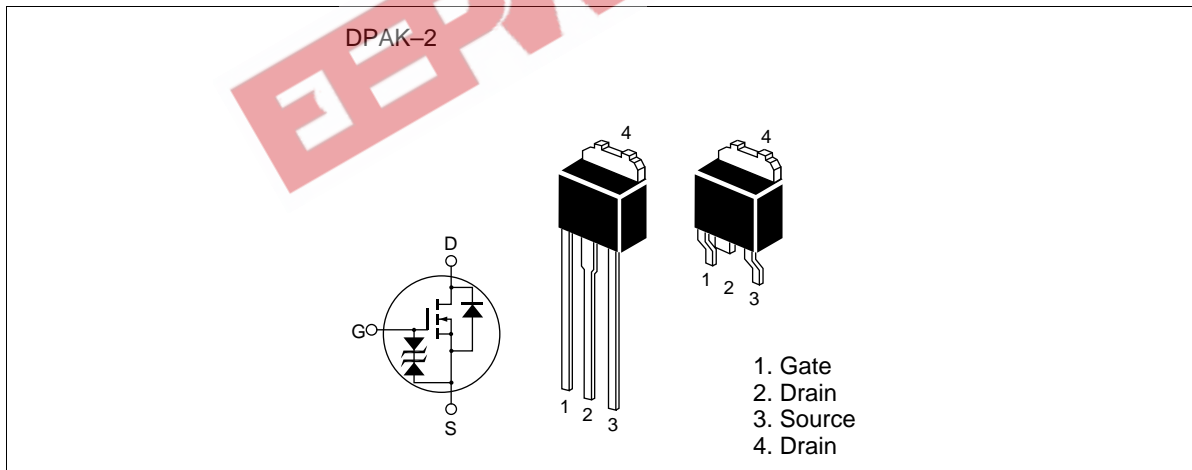 DPAK–2
4
4
D
G
S
1
2
3
1
2
3
1. Gate
2. Drain
3. Source
4. Drain